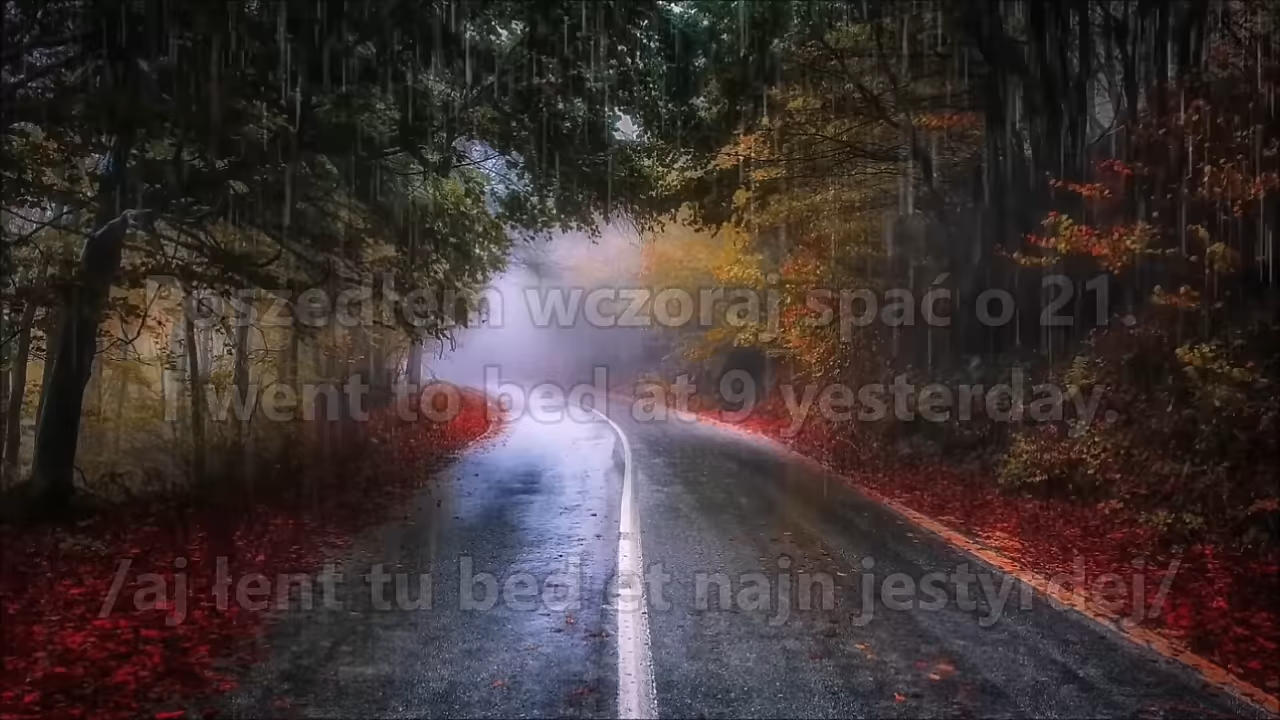 Poszedłem wczoraj spać o 21.
I went to bed at 9 yesterday.
/aj łent tu bed et najn jestyrdej/